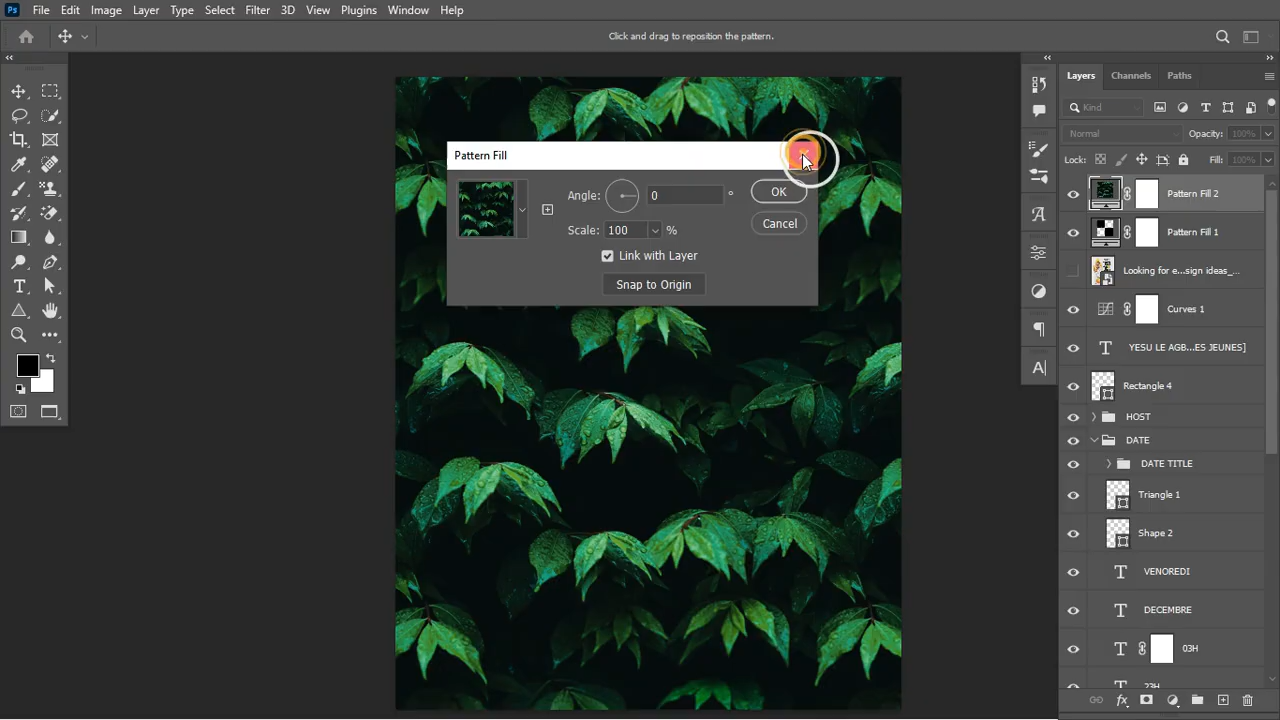 Ps File Edit Image Layer Type Select Filter 3D View Plugins Window Help
Click and drag to reposition the pattern.
Layers Channels Paths
Kind
Normal Opacity: 100%
Lock: Fill: 100%
Pattern Fill
Angle: 0 °
OK
Scale: 100 %
Cancel
Link with Layer
Snap to Origin
Pattern Fill 2
Pattern Fill 1
Looking for e...sign ideas_...
Curves 1
YESU LE AGB...ES JEUNES]
Rectangle 4
HOST
DATE
DATE TITLE
Triangle 1
Shape 2
VENOREDI
DECEMBRE
03H
23H